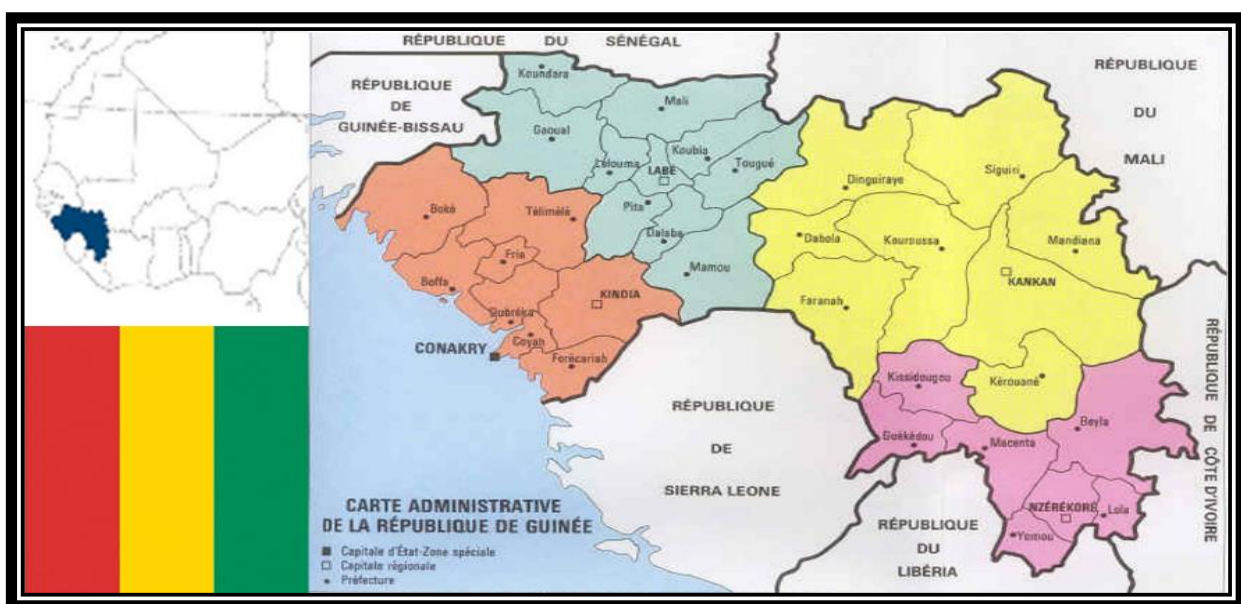 RÉPUBLIQUE DU SÉNÉGAL
RÉPUBLIQUE
DE
GUINÉE-BISSAU
RÉPUBLIQUE
DU
MALI
Koundara
Mali
Gaoual
Koubia
Lélouma
LABÉ
Tougué
Pita
Dalaba
Mamou
Boké
Télimélé
Fria
Boffa
KINDIA
Dubréka
Coyah
CONAKRY
Forécariah
Dinguiraye
Siguiri
Dabola
Kouroussa
Mandiana
KANKAN
Faranah
Kissidougou
Kérouané
Beyla
Guékédou
Macenta
NZÉRÉKORÉ
Lola
Yomou
RÉPUBLIQUE
DE
SIERRA LEONE
RÉPUBLIQUE
DU
LIBÉRIA
RÉPUBLIQUE DE CÔTE D'IVOIRE
CARTE ADMINISTRATIVE
DE LA RÉPUBLIQUE DE GUINÉE
Capitale d'État-Zone spéciale
Capitale régionale
Préfecture